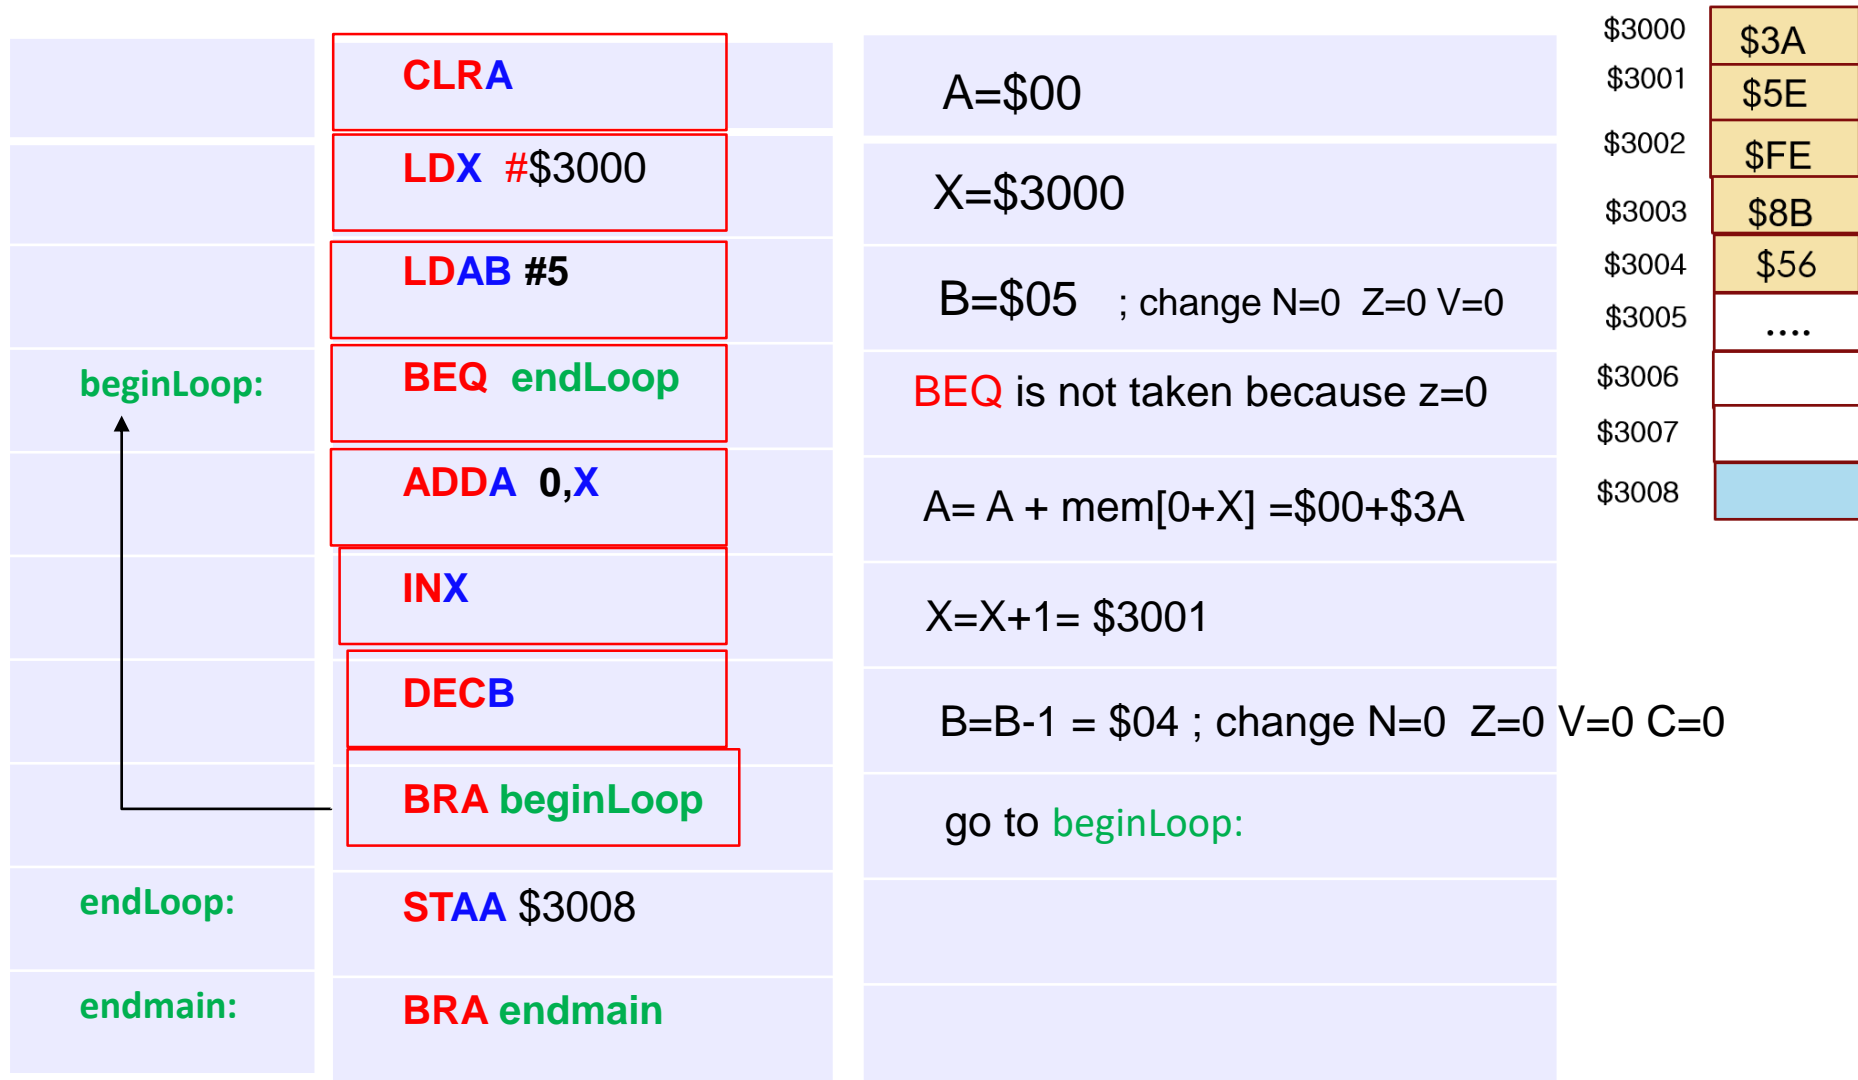 CLRA
A=$00
LDX #$3000
X=$3000
LDAB #5
B=$05 ; change N=0 Z=0 V=0
beginLoop: BEQ endLoop
BEQ is not taken because z=0
ADDA 0,X
A= A + mem[0+X] =$00+$3A
INX
X=X+1= $3001
DECB
B=B-1 = $04 ; change N=0 Z=0 V=0 C=0
BRA beginLoop
go to beginLoop:
endLoop: STAA $3008
endmain: BRA endmain
$3000 $3A
$3001 $5E
$3002 $FE
$3003 $8B
$3004 $56
$3005 ....
$3006
$3007
$3008